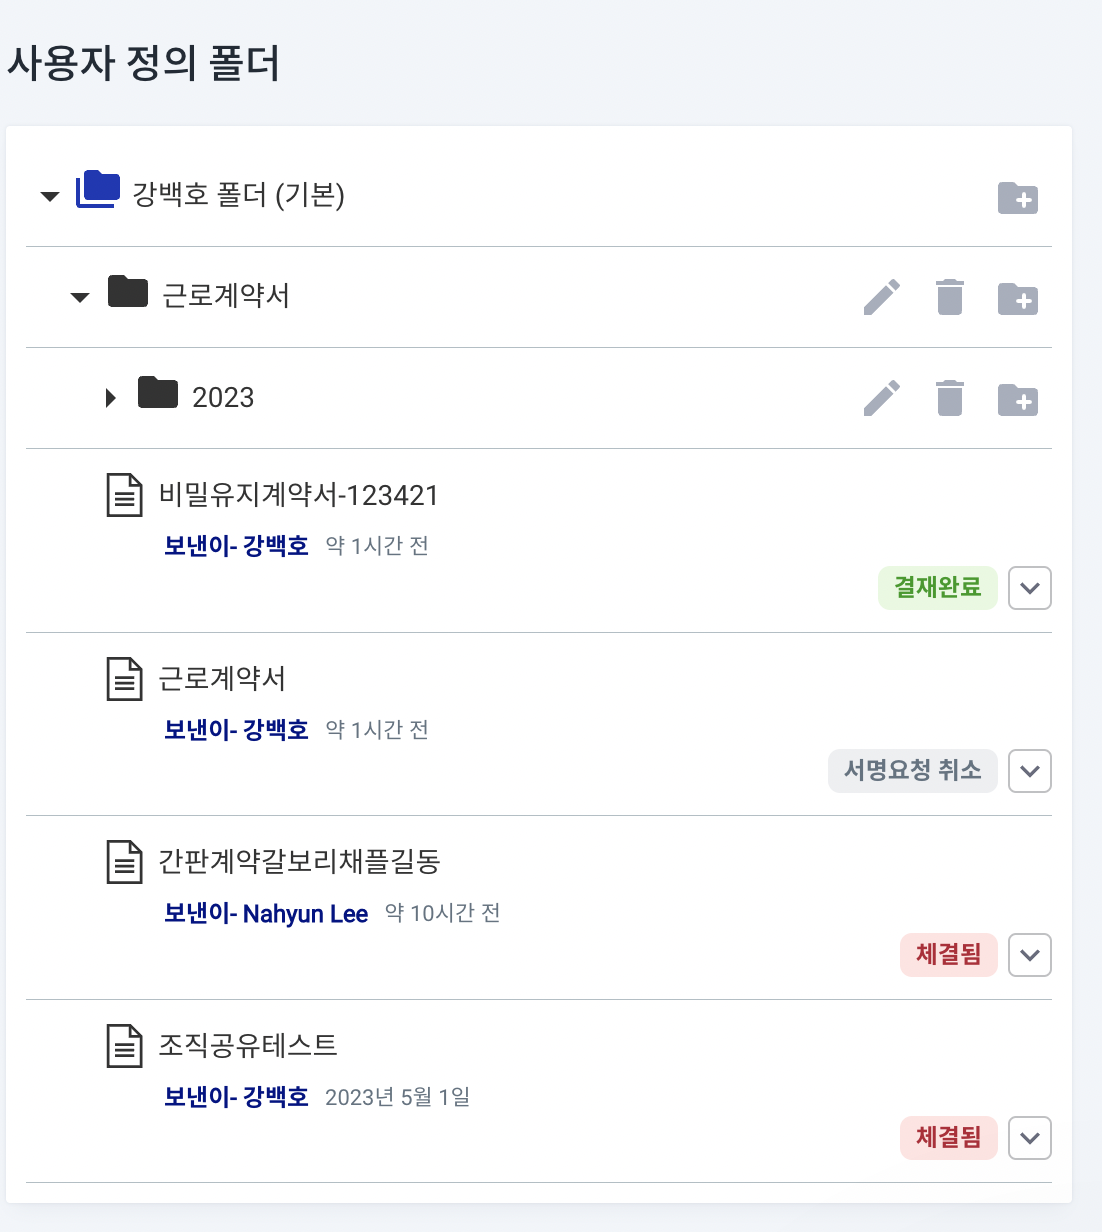 사용자 정의 폴더
강백호 폴더 (기본)
근로계약서
2023
비밀유지계약서-123421
보낸이- 강백호 약 1시간 전
결재완료
근로계약서
보낸이- 강백호 약 1시간 전
서명요청 취소
간판계약갈보리채플길동
보낸이- Nahyun Lee 약 10시간 전
체결됨
조직공유테스트
보낸이- 강백호 2023년 5월 1일
체결됨